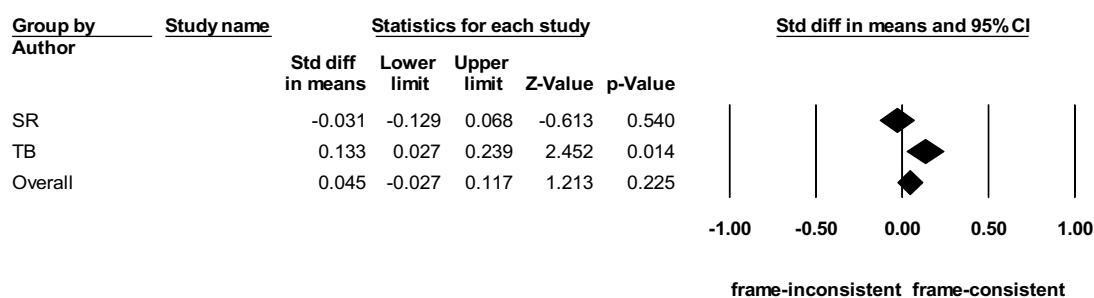 Group by Study name Statistics for each study Std diff in means and 95% CI
Author
Std diff Lower Upper
in means limit limit Z-Value p-Value
SR -0.031 -0.129 0.068 -0.613 0.540
TB 0.133 0.027 0.239 2.452 0.014
Overall 0.045 -0.027 0.117 1.213 0.225
-1.00 -0.50 0.00 0.50 1.00
frame-inconsistent frame-consistent